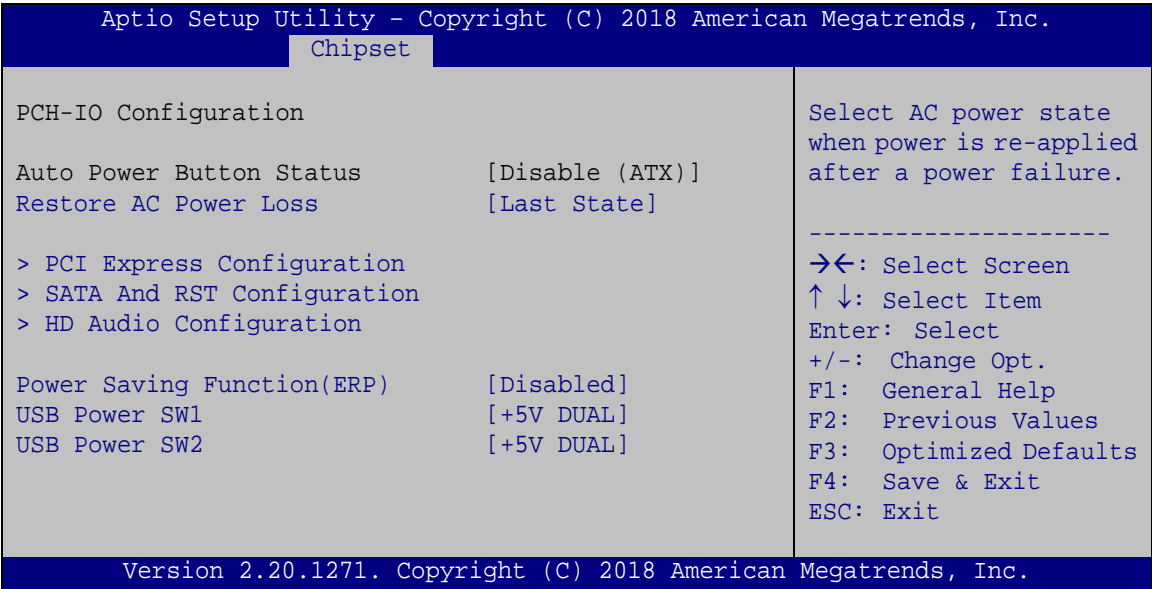 Aptio Setup Utility – Copyright (C) 2018 American Megatrends, Inc.
Chipset
PCH-IO Configuration
Auto Power Button Status [Disable (ATX)]
Restore AC Power Loss [Last State]
> PCI Express Configuration
> SATA And RST Configuration
> HD Audio Configuration
Power Saving Function(ERP) [Disabled]
USB Power SW1 [+5V DUAL]
USB Power SW2 [+5V DUAL]
Select AC power state
when power is re-applied
after a power failure.
---------------------
→←: Select Screen
↑ ↓: Select Item
Enter: Select
+/-: Change Opt.
F1: General Help
F2: Previous Values
F3: Optimized Defaults
F4: Save & Exit
ESC: Exit
Version 2.20.1271. Copyright (C) 2018 American Megatrends, Inc.